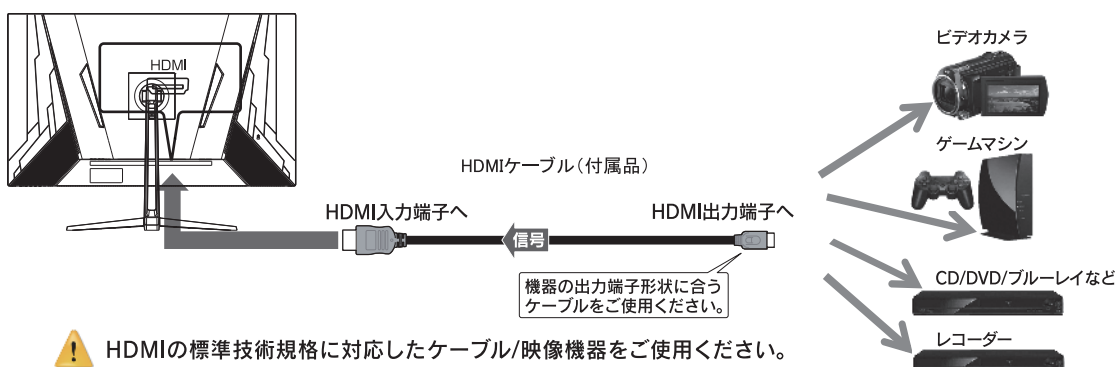 HDMI
HDMIケーブル（付属品）
HDMI入力端子へ
信号
HDMI出力端子へ
機器の出力端子形状に合う
ケーブルをご使用ください。
ビデオカメラ
ゲームマシン
CD/DVD/ブルーレイなど
レコーダー
! HDMIの標準技術規格に対応したケーブル/映像機器をご使用ください。